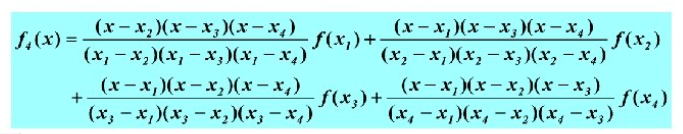 f₄(x) = (x − x₂)(x − x₃)(x − x₄) / (x₁ − x₂)(x₁ − x₃)(x₁ − x₄) f(x₁) + (x − x₁)(x − x₃)(x − x₄) / (x₂ − x₁)(x₂ − x₃)(x₂ − x₄) f(x₂)
+ (x − x₁)(x − x₂)(x − x₄) / (x₃ − x₁)(x₃ − x₂)(x₃ − x₄) f(x₃) + (x − x₁)(x − x₂)(x − x₃) / (x₄ − x₁)(x₄ − x₂)(x₄ − x₃) f(x₄)